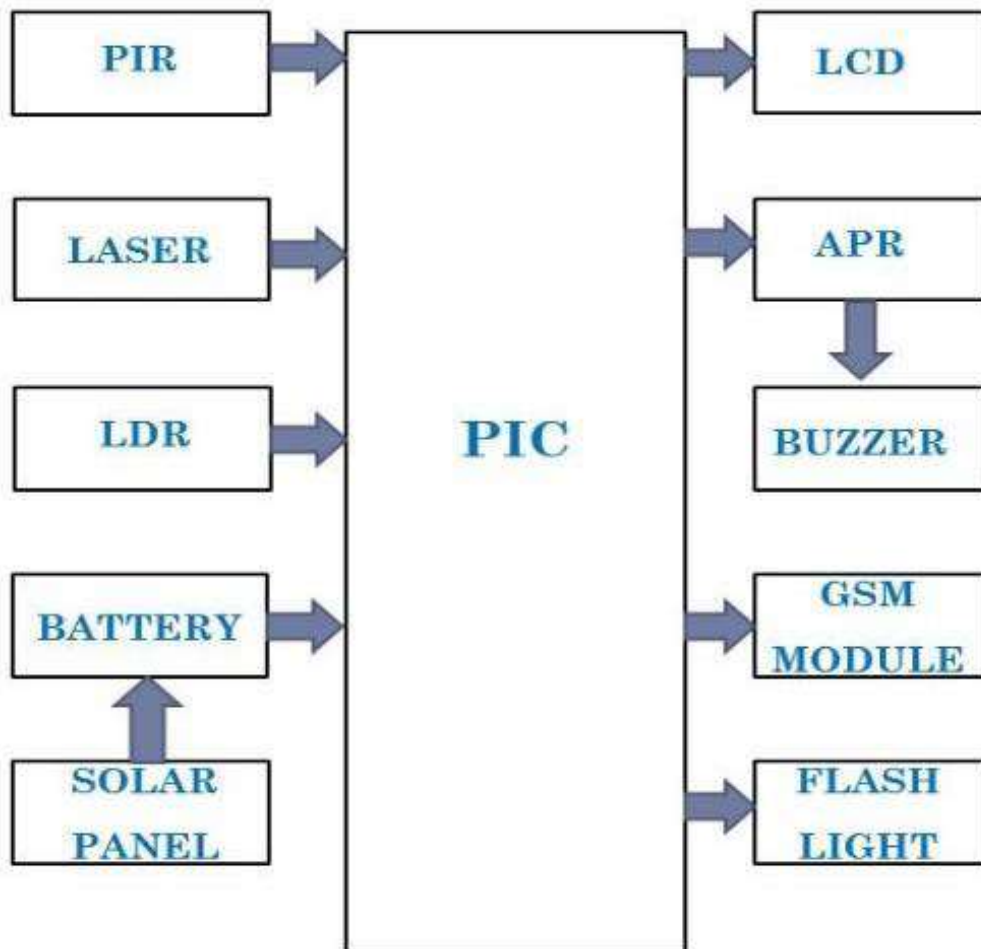 PIR
LASER
LDR
BATTERY
SOLAR
PANEL
PIC
LCD
APR
BUZZER
GSM
MODULE
FLASH
LIGHT